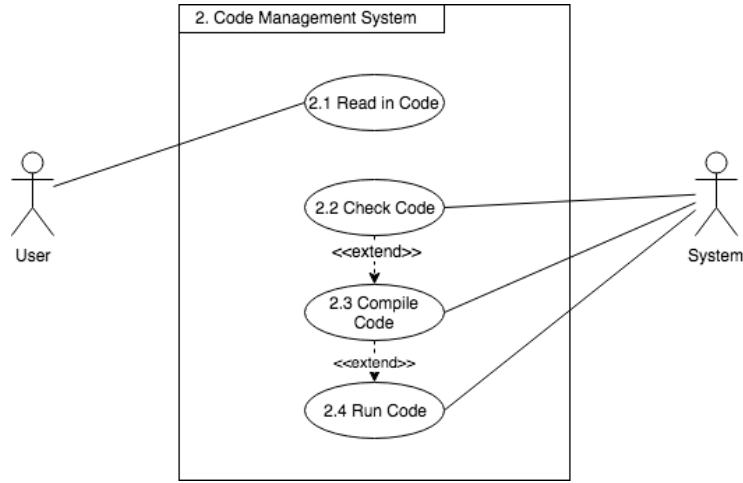 2. Code Management System
2.1 Read in Code
2.2 Check Code
User
System
<<extend>>
2.3 Compile
Code
<<extend>>
2.4 Run Code